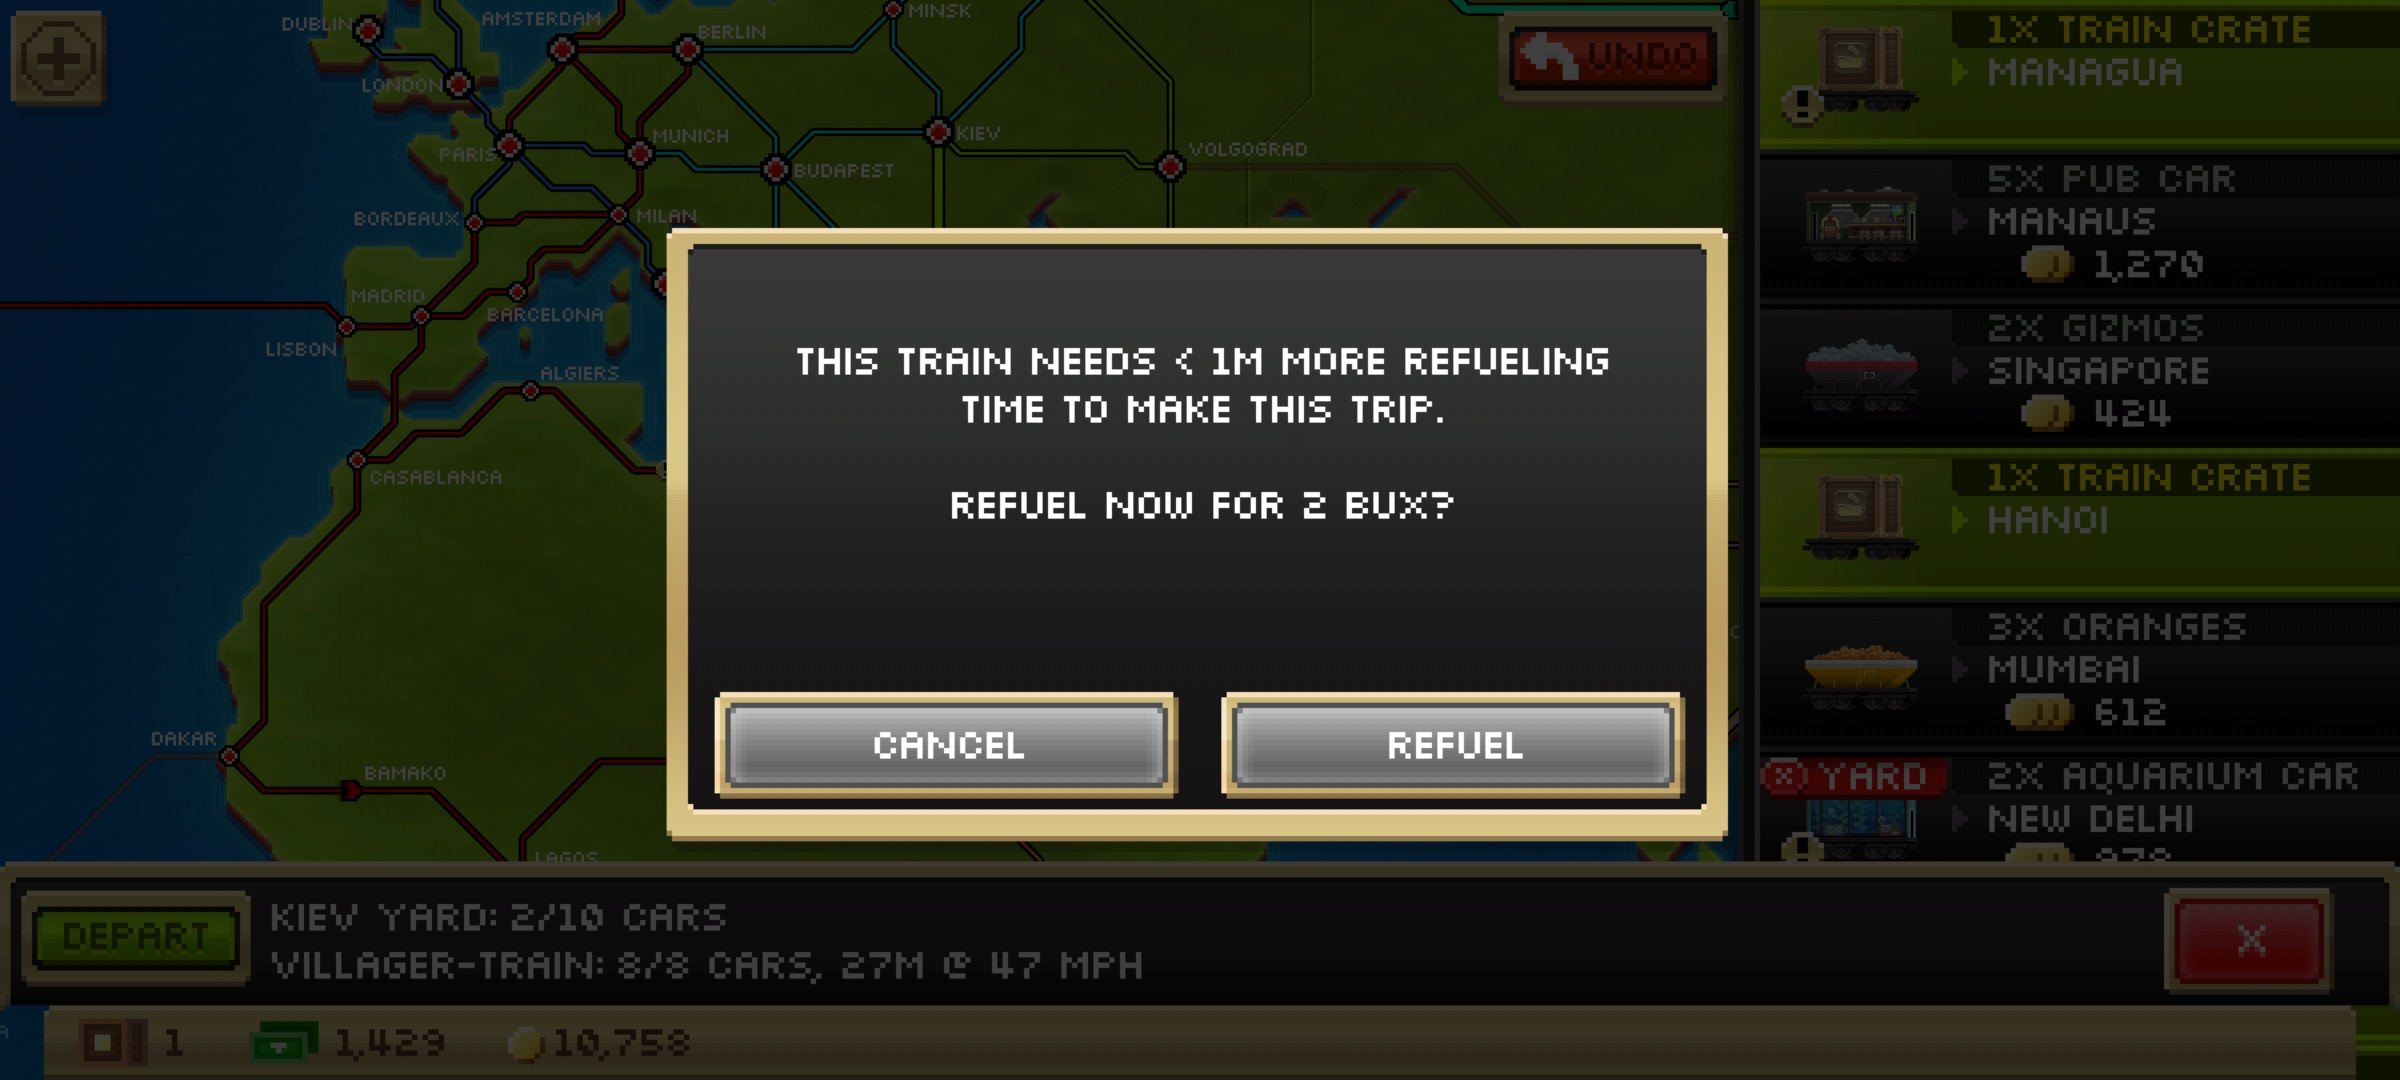 DUBLIN
AMSTERDAM
MINSK
BERLIN
UNDO
LONDON
PARIS
MUNICH
KIEV
VOLGOGRAD
BUDAPEST
BORDEAUX
MILAN
MADRID
BARCELONA
LISBON
ALGIERS
CASABLANCA
DAKAR
BAMAKO
LAGOS
THIS TRAIN NEEDS < 1M MORE REFUELING
TIME TO MAKE THIS TRIP.
REFUEL NOW FOR 2 BUX?
CANCEL
REFUEL
1X TRAIN CRATE
MANAGUA
5X PUB CAR
MANAUS
1,270
2X GIZMOS
SINGAPORE
424
1X TRAIN CRATE
HANOI
3X ORANGES
MUMBAI
612
YARD
2X AQUARIUM CAR
NEW DELHI
DEPART
KIEV YARD: 2/10 CARS
VILLAGER-TRAIN: 8/8 CARS, 27M @ 47 MPH
X
1
1,429
10,758